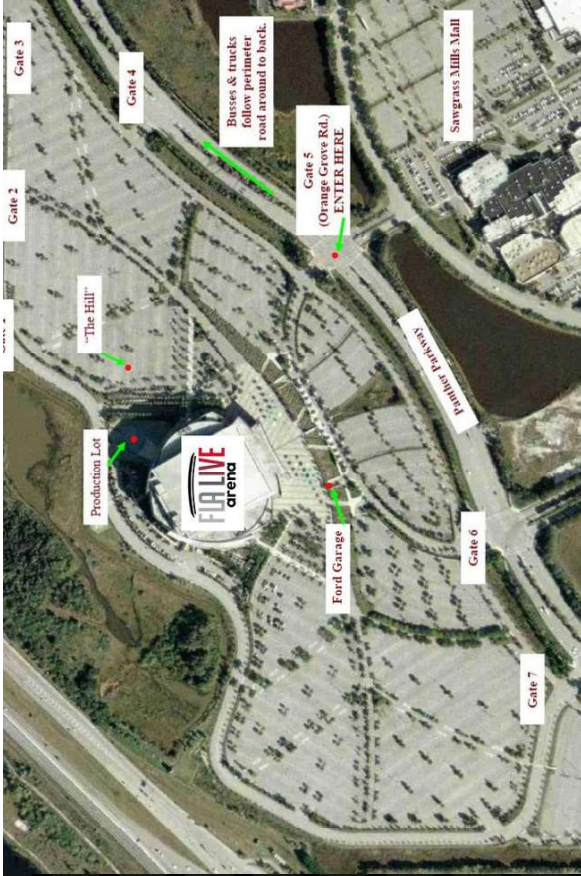 Gate 2
Gate 3
"The Hill"
Production Lot
Gate 4
FLA LIVE
arena
Busses & trucks
follow perimeter
road around to back.
Gate 5
(Orange Grove Rd.)
ENTER HERE
Ford Garage
Panther Parkway
Sawgrass Mills Mall
Gate 6
Gate 7